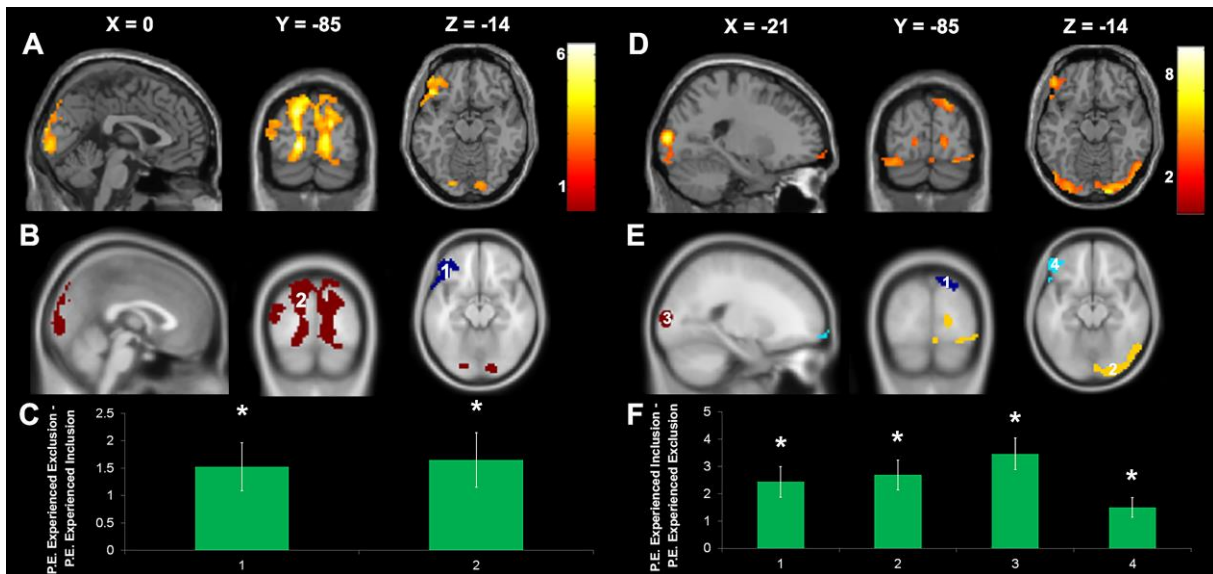 A
X = 0
Y = -85
Z = -14
6
1
D
X = -21
Y = -85
Z = -14
8
2
B
2
1
E
3
1
4
2
C
P.E. Experienced Exclusion -
P.E. Experienced Inclusion
2.5
2
1.5
1
0.5
0
*
*
1
2
F
P.E. Experienced Inclusion -
P.E. Experienced Exclusion
5
4
3
2
1
0
*
*
*
*
1
2
3
4